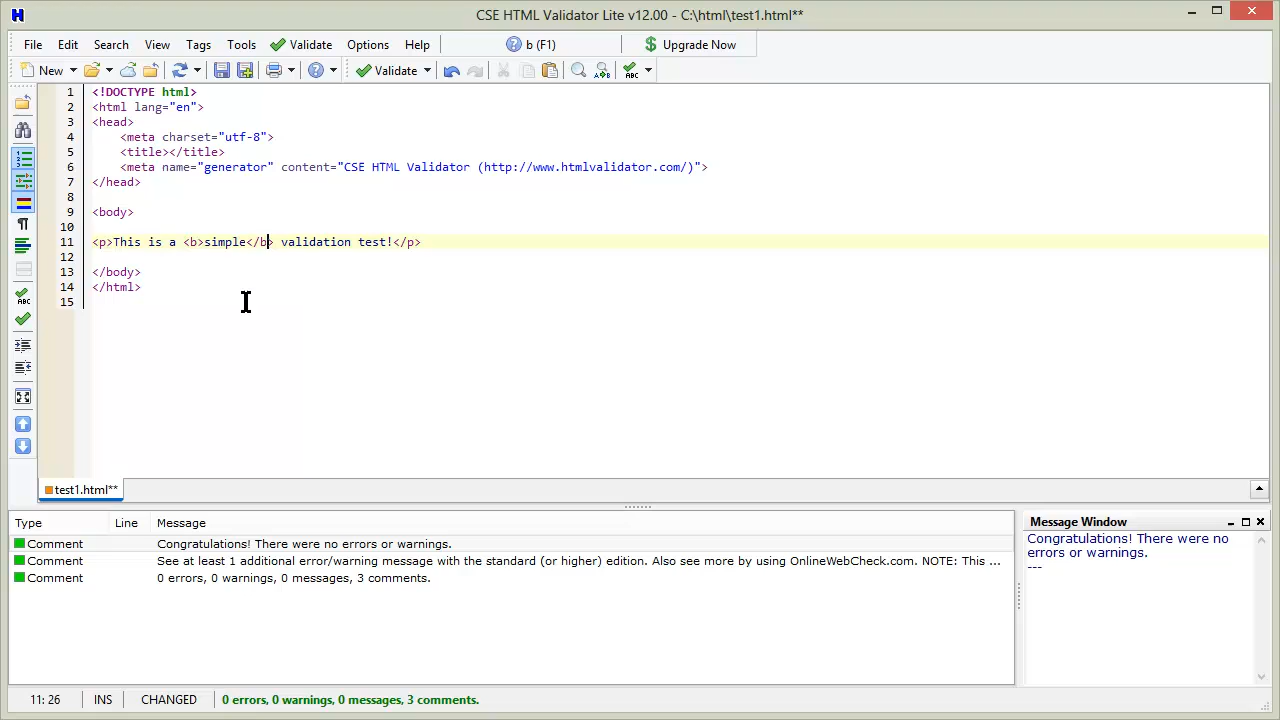 CSE HTML Validator Lite v12.00 - C:\html\test1.html**
File Edit Search View Tags Tools Validate Options Help b (F1) $ Upgrade Now
New Validate
1 <!DOCTYPE html>
2 <html lang="en">
3 <head>
4 <meta charset="utf-8">
5 <title></title>
6 <meta name="generator" content="CSE HTML Validator (http://www.htmlvalidator.com/)">
7 </head>
8
9 <body>
10
11 <p>This is a <b>simple</b> validation test!</p>
12
13 </body>
14 </html>
15
test1.html**
Type Line Message
Comment Congratulations! There were no errors or warnings.
Comment See at least 1 additional error/warning message with the standard (or higher) edition. Also see more by using OnlineWebCheck.com. NOTE: This ...
Comment 0 errors, 0 warnings, 0 messages, 3 comments.
Message Window
Congratulations! There were no
errors or warnings.
---
11: 26 INS CHANGED 0 errors, 0 warnings, 0 messages, 3 comments.